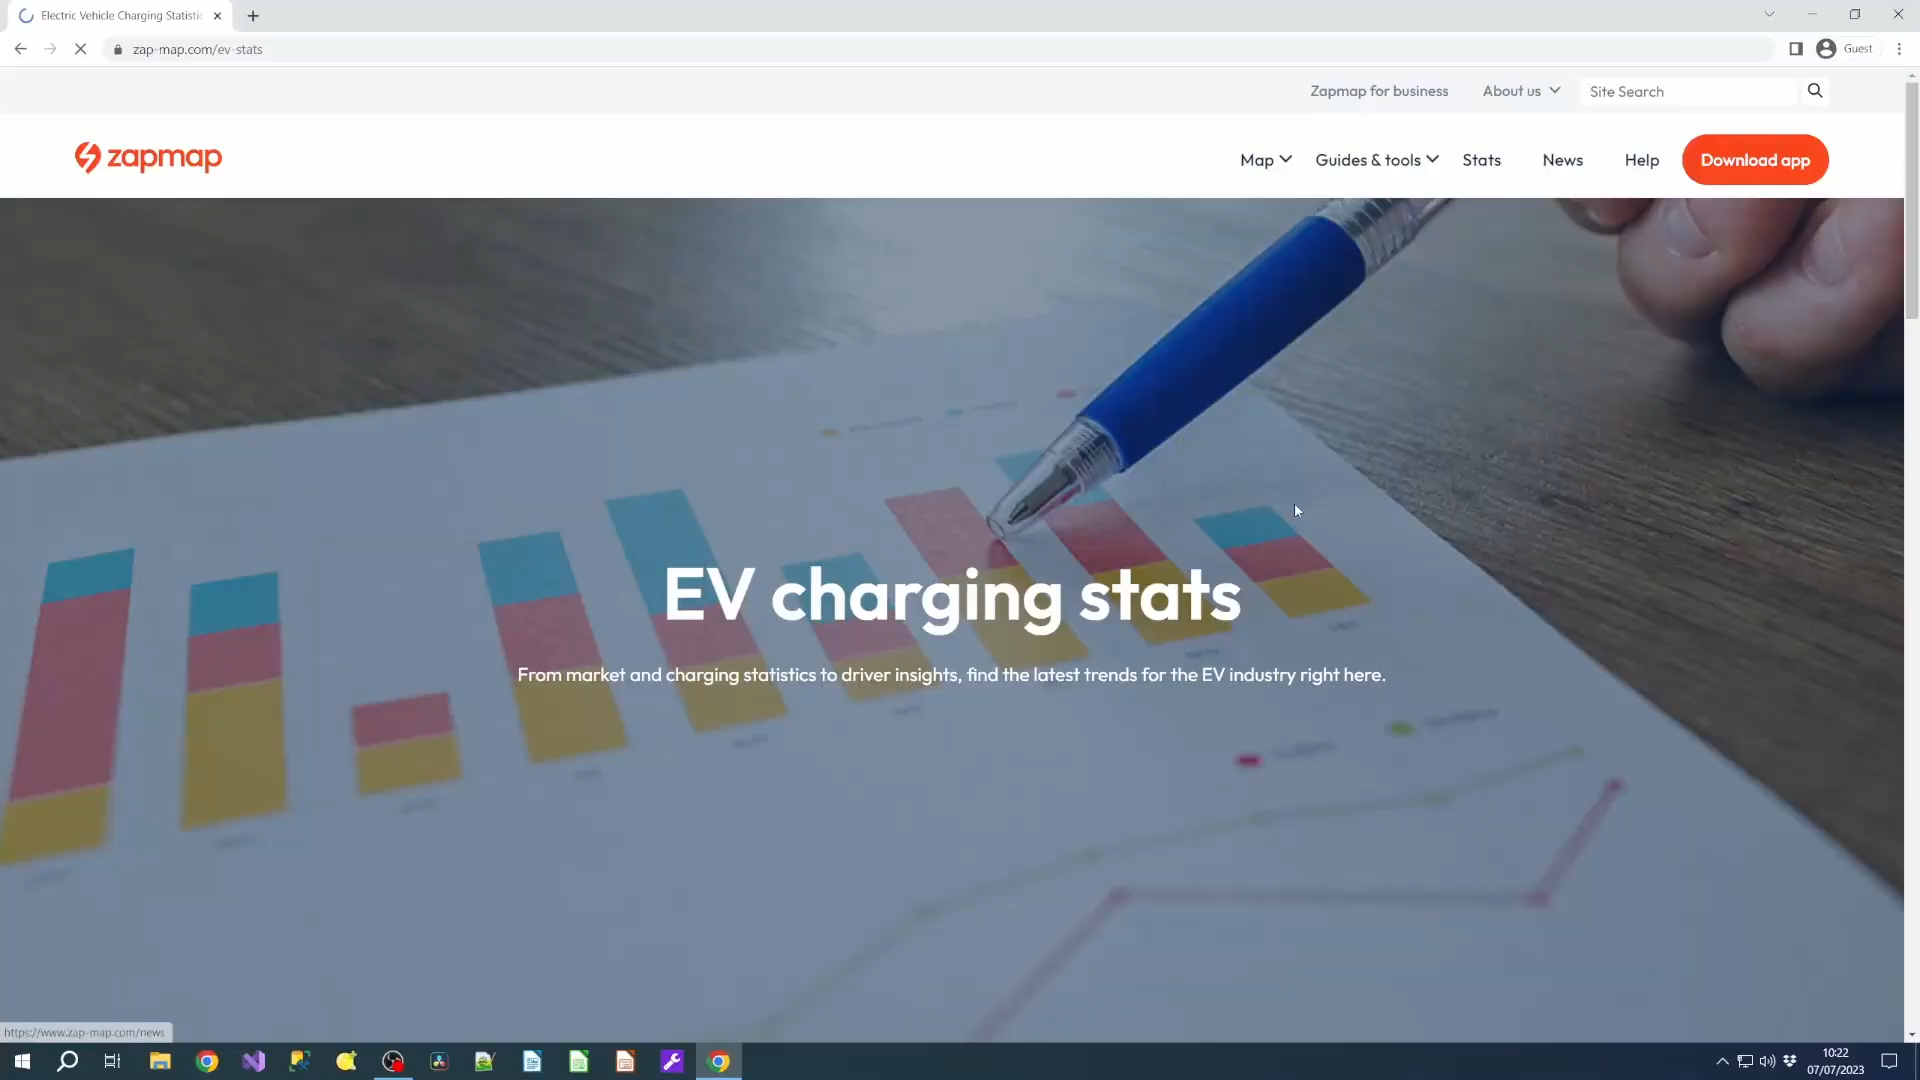 Electric Vehicle Charging Statistic
zap-map.com/ev-stats
Guest
Zapmap for business
About us
Site Search
zapmap
Map
Guides & tools
Stats
News
Help
Download app
EV charging stats
From market and charging statistics to driver insights, find the latest trends for the EV industry right here.
https://www.zap-map.com/news
10:22
07/07/2023